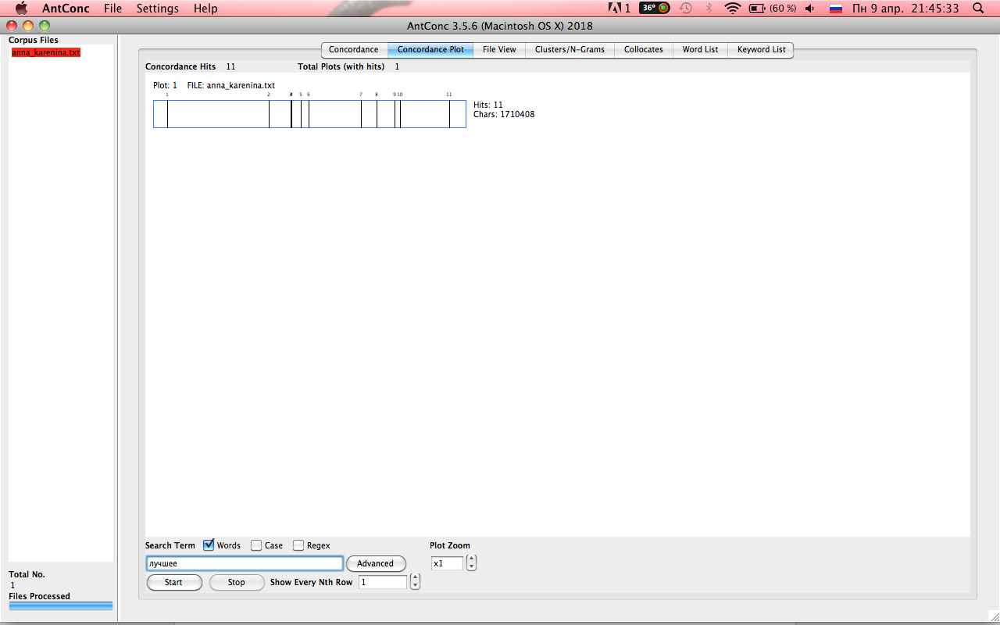 AntConc File Settings Help 1 36° (60 %) Пн 9 апр. 21:45:33
AntConc 3.5.6 (Macintosh OS X) 2018
Corpus Files
anna_karenina.txt
Concordance Concordance Plot File View Clusters/N-Grams Collocates Word List Keyword List
Concordance Hits 11 Total Plots (with hits) 1
Plot: 1 FILE: anna_karenina.txt
1 2 5 6 7 8 9 10 11
Hits: 11
Chars: 1710408
Search Term Words Case Regex Plot Zoom
лучшее Advanced x1
Start Stop Show Every Nth Row 1
Total No.
1
Files Processed